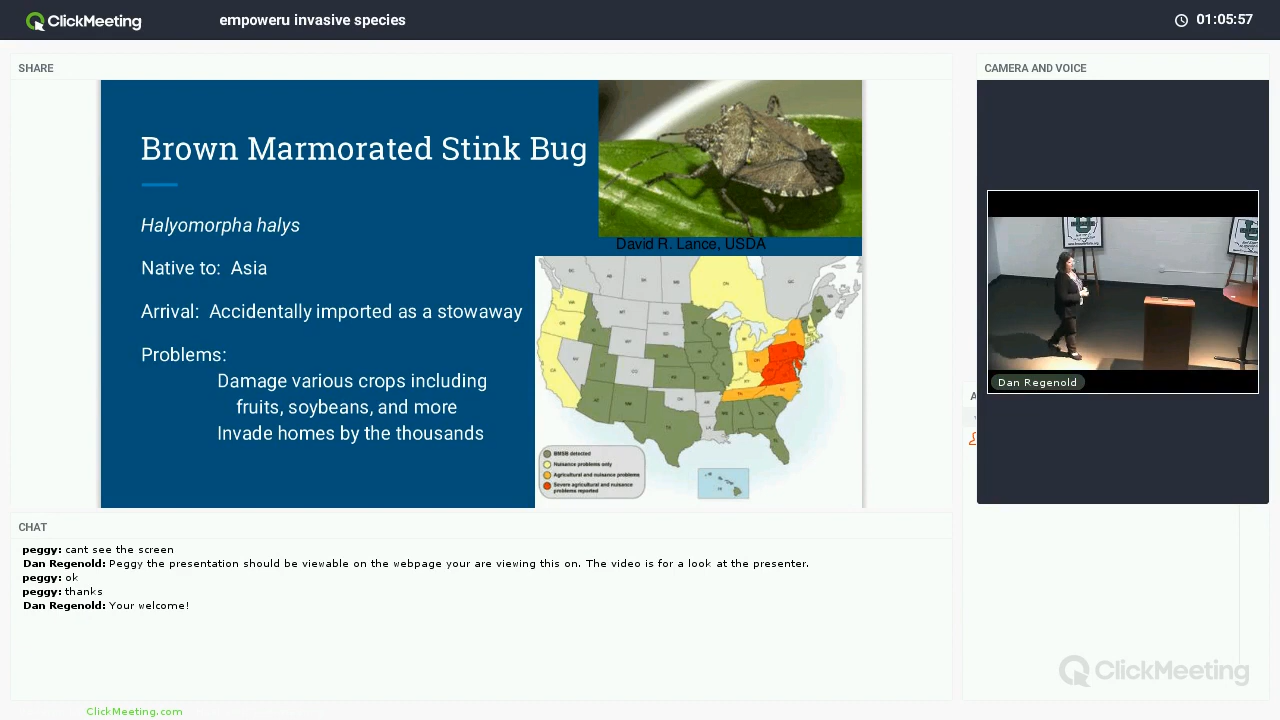 ClickMeeting
empoweru invasive species
01:05:57
SHARE
CAMERA AND VOICE
Brown Marmorated Stink Bug
Halyomorpha halys
Native to: Asia
Arrival: Accidentally imported as a stowaway
Problems:
Damage various crops including
fruits, soybeans, and more
Invade homes by the thousands
David R. Lance, USDA
BMSB detected
Nuisance problems only
Agricultural and nuisance problems
Severe agricultural and nuisance
problems reported
Dan Regenold
CHAT
peggy: cant see the screen
Dan Regenold: Peggy the presentation should be viewable on the webpage your are viewing this on. The video is for a look at the presenter.
peggy: ok
peggy: thanks
Dan Regenold: Your welcome!
ClickMeeting
ClickMeeting.com